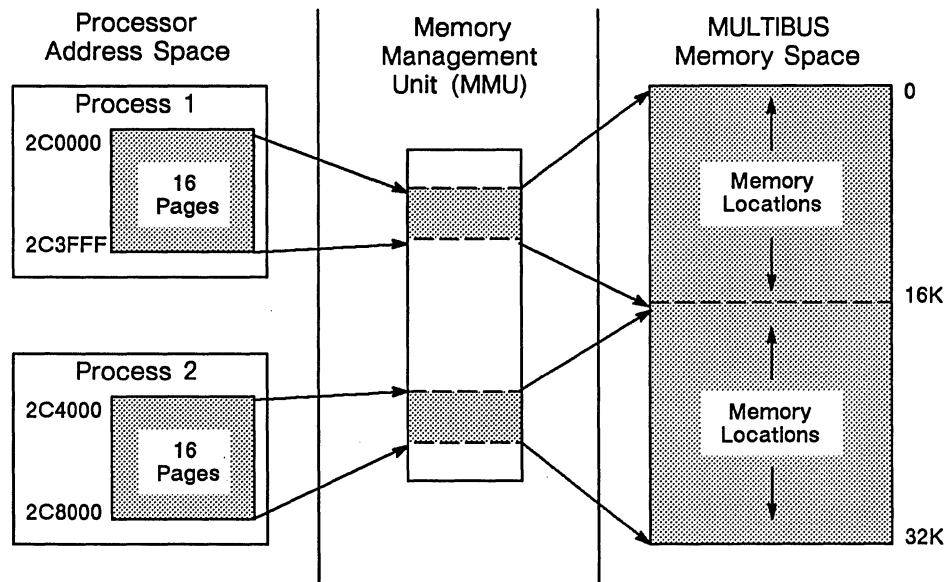 Processor
Address Space
Memory
Management
Unit (MMU)
MULTIBUS
Memory Space
Process 1
2C0000
16
Pages
2C3FFF
Process 2
2C4000
16
Pages
2C8000
0
Memory
Locations
16K
Memory
Locations
32K